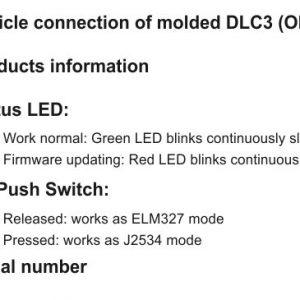 icle connection of molded DLC3 (O
ducts information
tus LED:
Work normal: Green LED blinks continuously sl
Firmware updating: Red LED blinks continuous
Push Switch:
Released: works as ELM327 mode
Pressed: works as J2534 mode
al number